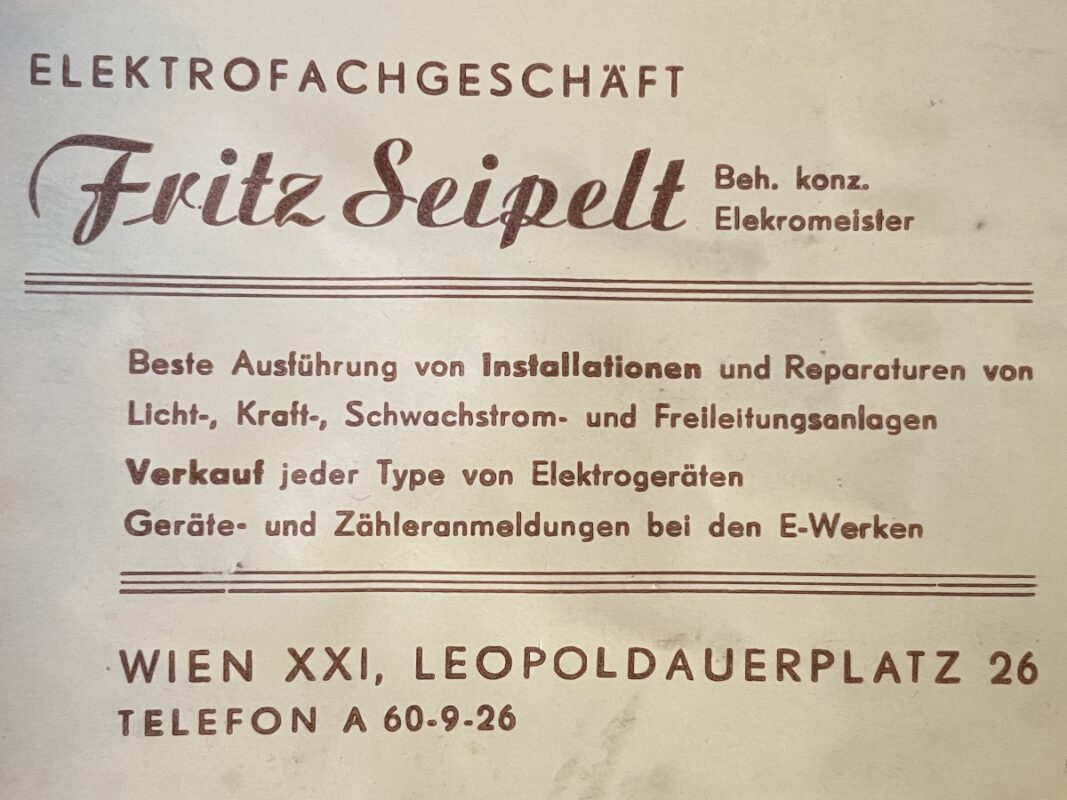 ELEKTROFACHGESCHÄFT
Fritz Seipelt
Beh. konz.
Elekromeister
Beste Ausführung von Installationen und Reparaturen von
Licht-, Kraft-, Schwachstrom- und Freileitungsanlagen
Verkauf jeder Type von Elektrogeräten
Geräte- und Zähleranmeldungen bei den E-Werken
WIEN XXI, LEOPOLDAUERPLATZ 26
TELEFON A 60-9-26